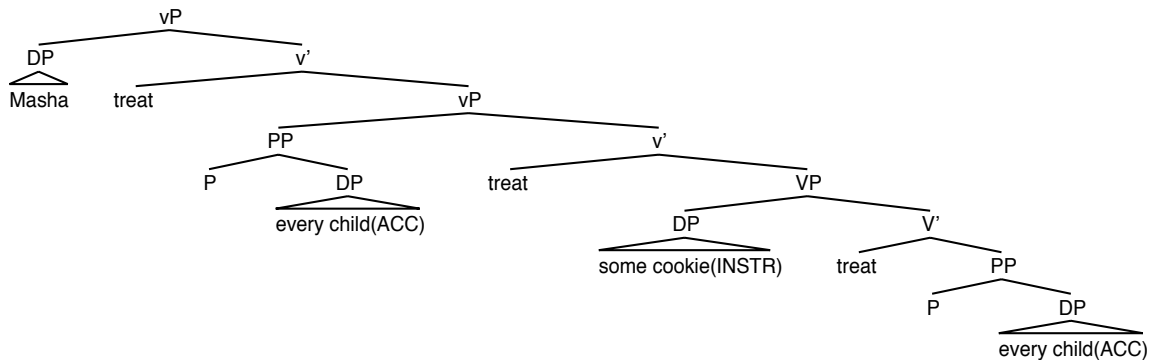 vP
DP v’
Masha treat vP
PP v’
P DP treat VP
every child(ACC) DP V’
some cookie(INSTR) treat PP
P DP
every child(ACC)